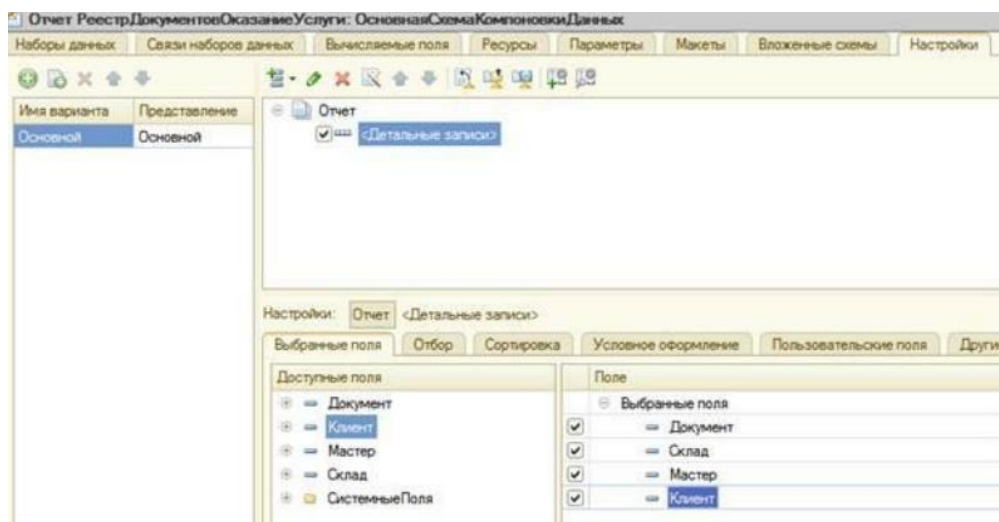 Отчет РеестрДокументовОказаниеУслуги: ОсновнаяСхемаКомпоновкиДанных
Наборы данных Связи наборов данных Вычисляемые поля Ресурсы Параметры Макеты Вложенные схемы Настройки
Имя варианта Представление
Основной Основной
Отчет
<Детальные записи>
Настройки: Отчет <Детальные записи>
Выбранные поля Отбор Сортировка Условное оформление Пользовательские поля Други
Доступные поля
Документ
Клиент
Мастер
Склад
СистемныеПоля
Поле
Выбранные поля
Документ
Склад
Мастер
Клиент